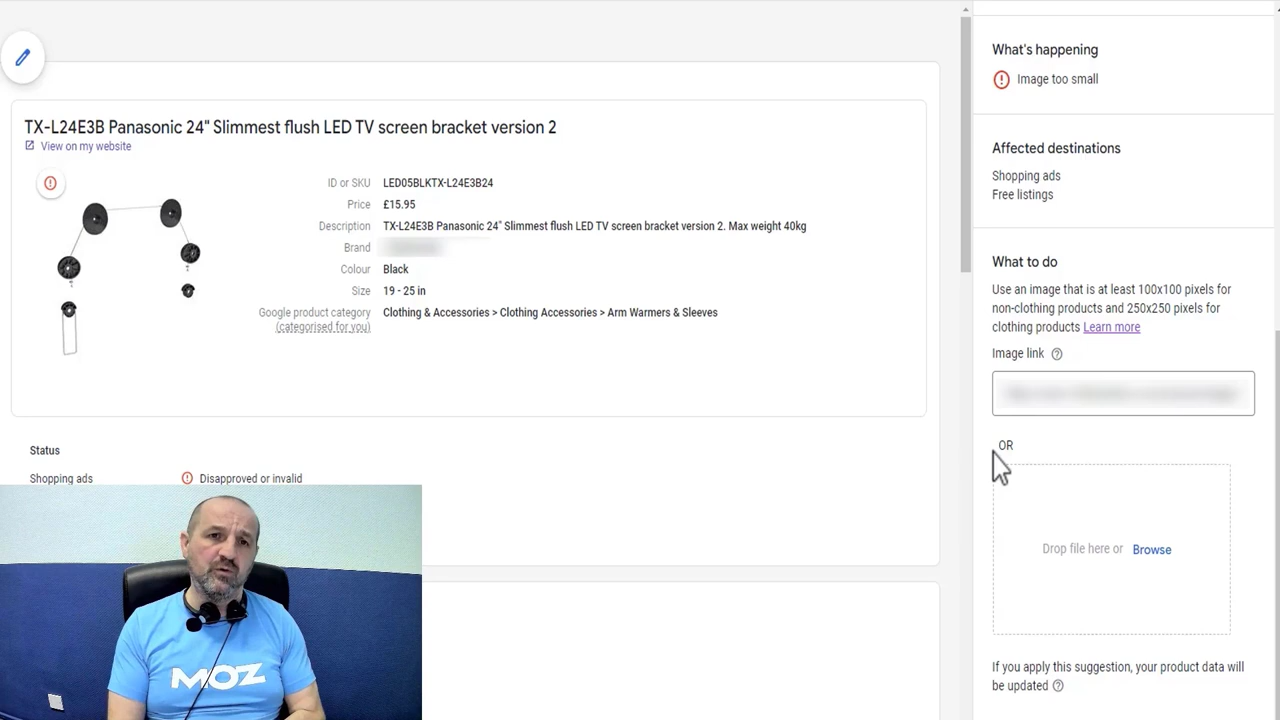 TX-L24E3B Panasonic 24" Slimmest flush LED TV screen bracket version 2
View on my website
ID or SKU LED05BLKTX-L24E3B24
Price £15.95
Description TX-L24E3B Panasonic 24" Slimmest flush LED TV screen bracket version 2. Max weight 40kg
Brand
Colour Black
Size 19 - 25 in
Google product category Clothing & Accessories > Clothing Accessories > Arm Warmers & Sleeves
(categorised for you)
Status
Shopping ads Disapproved or invalid
MOZ
What's happening
Image too small
Affected destinations
Shopping ads
Free listings
What to do
Use an image that is at least 100x100 pixels for
non-clothing products and 250x250 pixels for
clothing products Learn more
Image link
OR
Drop file here or Browse
If you apply this suggestion, your product data will
be updated